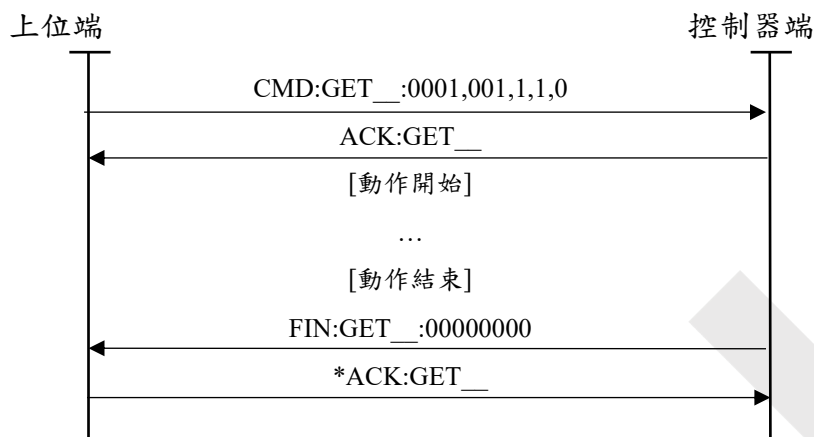 上位端 控制器端
CMD:GET__:0001,001,1,1,0
ACK:GET__
[動作開始]
…
[動作結束]
FIN:GET__:00000000
*ACK:GET__